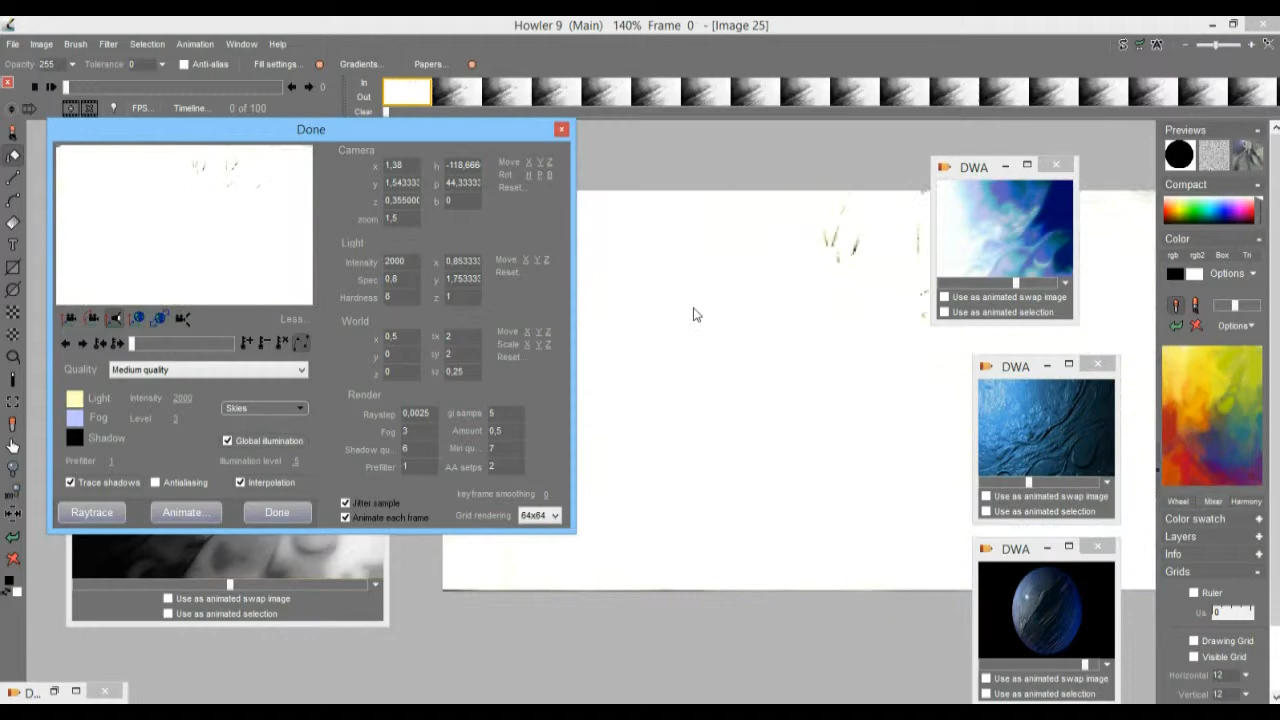 Howler 9 (Main) 140% Frame 0 - [Image 25]
File Image Brush Filter Selection Animation Window Help
Opacity 255 Tolerance 0 Anti-alias Fill settings... Gradients... Papers...
In
Out
Clear
0
FPS... Timeline... 0 of 100
Done
Less...
Quality Medium quality
Light Intensity 2000
Skies
Fog Level 3
Shadow
Global illumination
Prefilter 1 Illumination level .5
Trace shadows Antialiasing Interpolation
Raytrace Animate... Done
Camera
x 1,38 h -118,666
y 1,543333 p 44,33333
z 0,355000 b 0
zoom 1,5
Move X Y Z
Rot H P B
Reset...
Light
Intensity 2000 x 0,853333
Spec 0,8 y 1,753333
Hardness 6 z 1
Move X Y Z
Reset.
World
x 0,5 sx 2
y 0 sy 2
z 0 sz 0,25
Move X Y Z
Scale X Y Z
Reset...
Render
Raystep 0,0025 gi samps 5
Fog 3 Amount 0,5
Shadow qu... 6 Min qu... 7
Prefilter 1 AA setps 2
keyframe smoothing 0
Jitter sample
Animate each frame
Grid rendering 64x64
Use as animated swap image
Use as animated selection
D...
DWA
Use as animated swap image
Use as animated selection
DWA
Use as animated swap image
Use as animated selection
DWA
Use as animated swap image
Use as animated selection
Previews
Compact
Color
rgb rgb2 Box Tri
Options
Options
Wheel Mixer Harmony
Color swatch
Layers
Info
Grids
Ruler
0
Drawing Grid
Visible Grid
Horizontal 12
Vertical 12